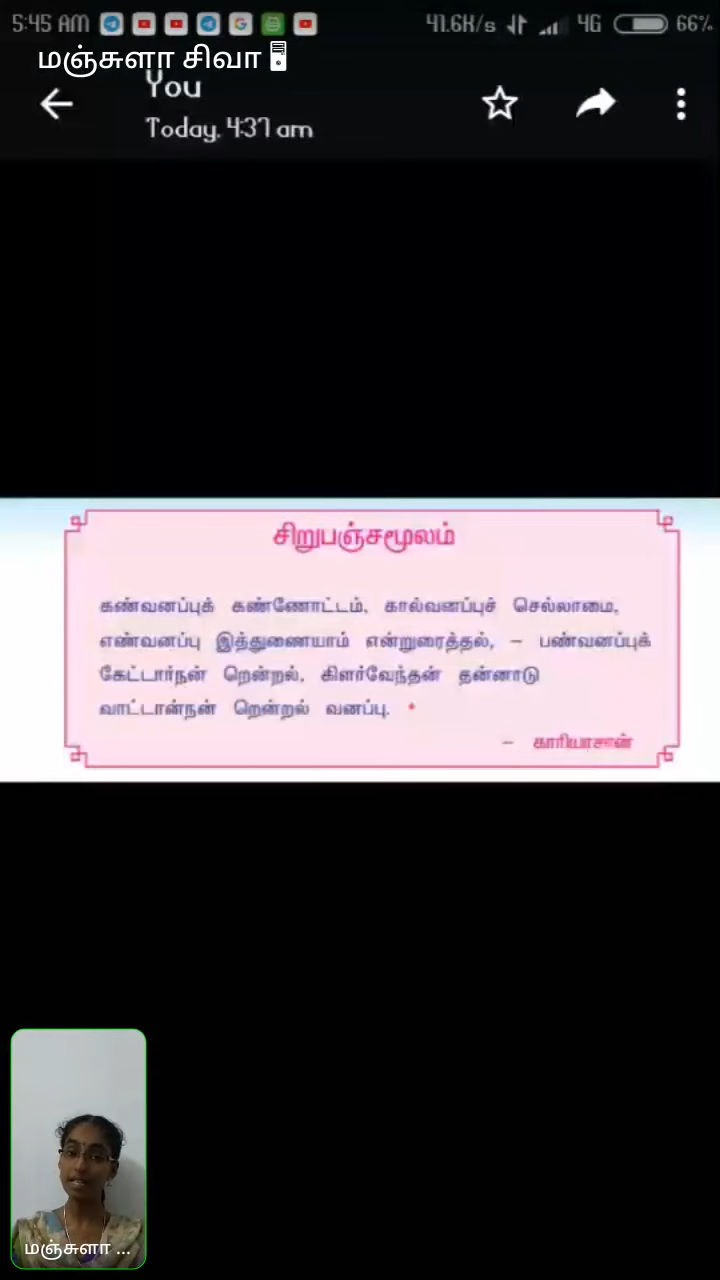 5:45 AM 41.6K/s 4G 66%
மஞ்சுளா சிவா
You
Today, 4:37 am
சிறுபஞ்சமூலம்
கண்வனப்புக் கண்ணோட்டம், கால்வனப்புச் செல்லாமை,
எண்வனப்பு இத்துணையாம் என்றுரைத்தல், – பண்வனப்புக்
கேட்டார்நன் றென்றல், கிளர்வேந்தன் தன்னாடு
வாட்டான்நன் றென்றல் வனப்பு. *
– காரியாசான்
மஞ்சுளா ...